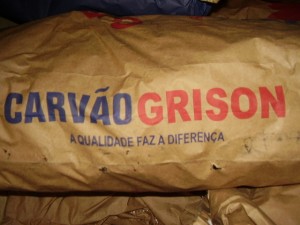 CARVÃO GRISON
A QUALIDADE FAZ A DIFERENÇA